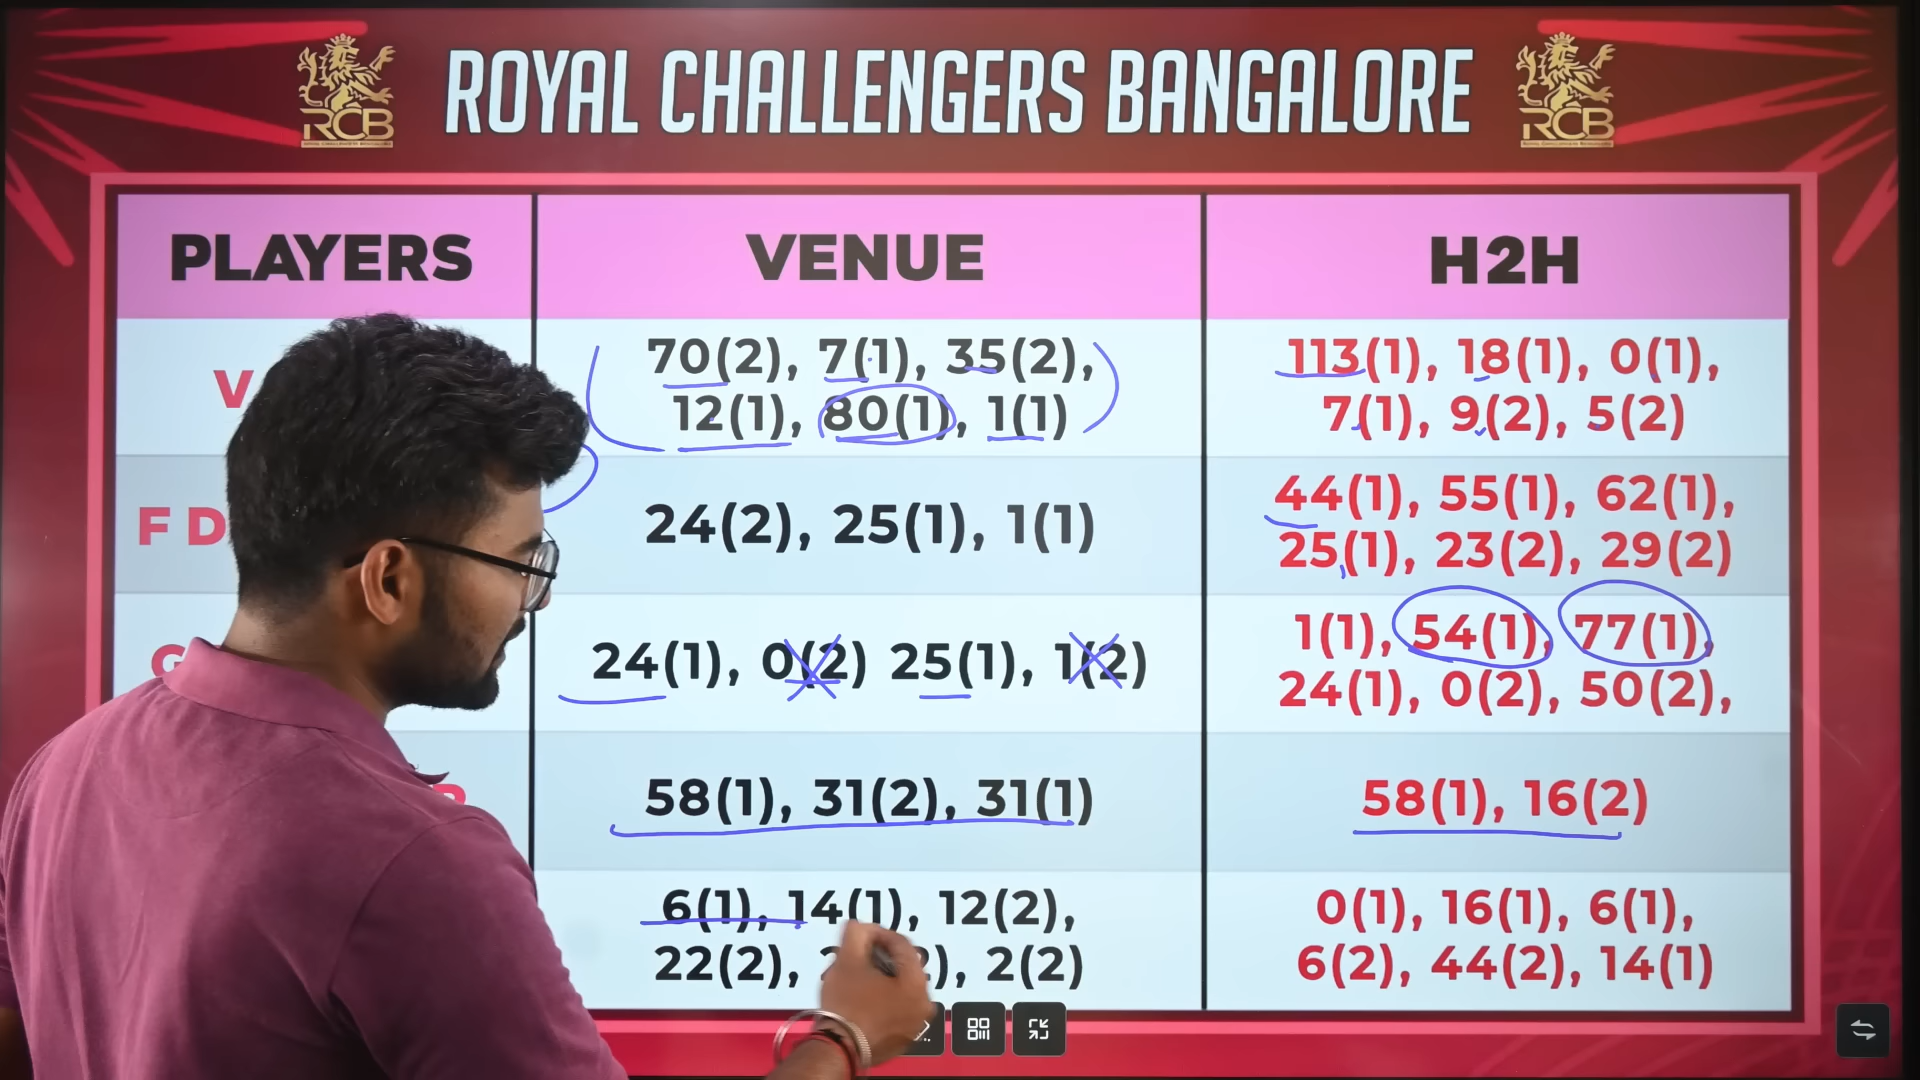 RCB
ROYAL CHALLENGERS BANGALORE
RCB
PLAYERS
VENUE
H2H
V
70(2), 7(1), 35(2),
12(1), 80(1), 1(1)
113(1), 18(1), 0(1),
7(1), 9(2), 5(2)
F D
24(2), 25(1), 1(1)
44(1), 55(1), 62(1),
25(1), 23(2), 29(2)
G
24(1), 0(2) 25(1), 1(2)
1(1), 54(1), 77(1),
24(1), 0(2), 50(2),
58(1), 31(2), 31(1)
58(1), 16(2)
6(1), 14(1), 12(2),
22(2), 2(2)
0(1), 16(1), 6(1),
6(2), 44(2), 14(1)